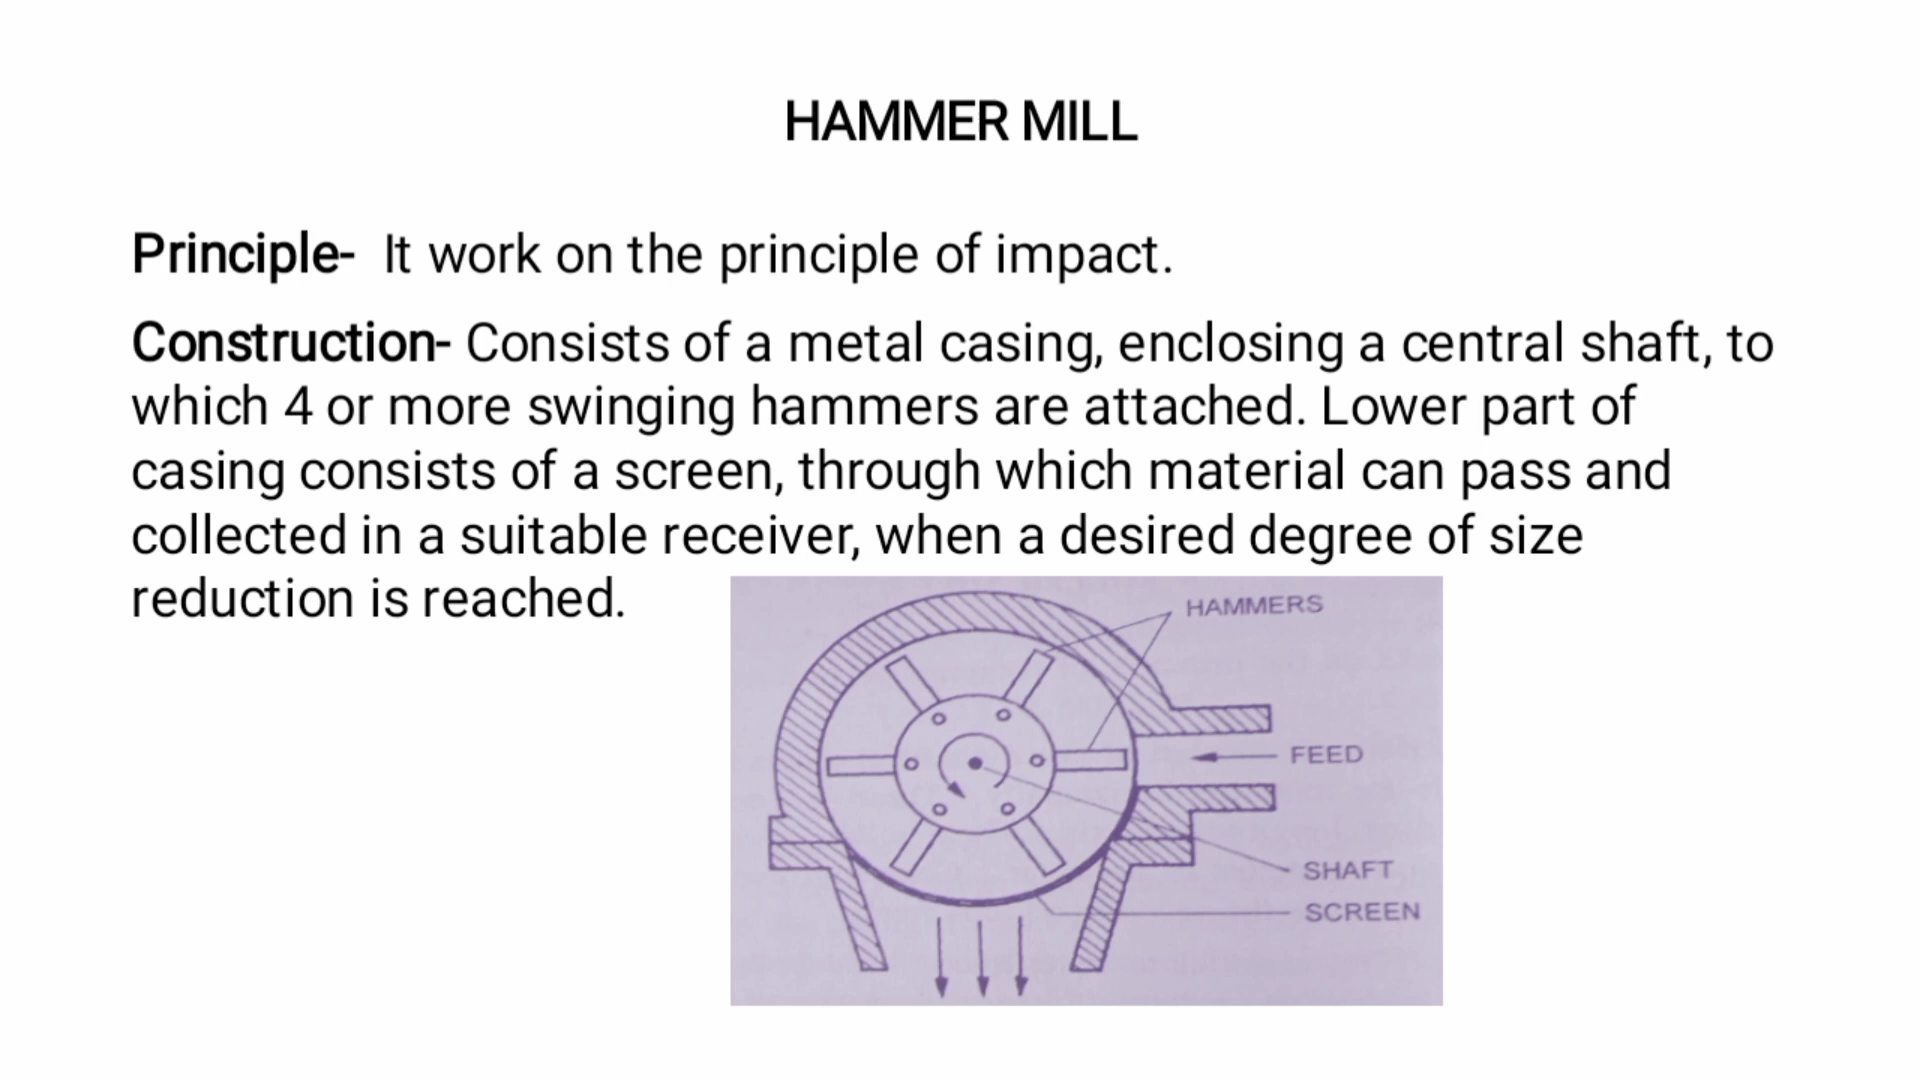 HAMMER MILL
Principle- It work on the principle of impact.
Construction- Consists of a metal casing, enclosing a central shaft, to
which 4 or more swinging hammers are attached. Lower part of
casing consists of a screen, through which material can pass and
collected in a suitable receiver, when a desired degree of size
reduction is reached.
HAMMERS
FEED
SHAFT
SCREEN